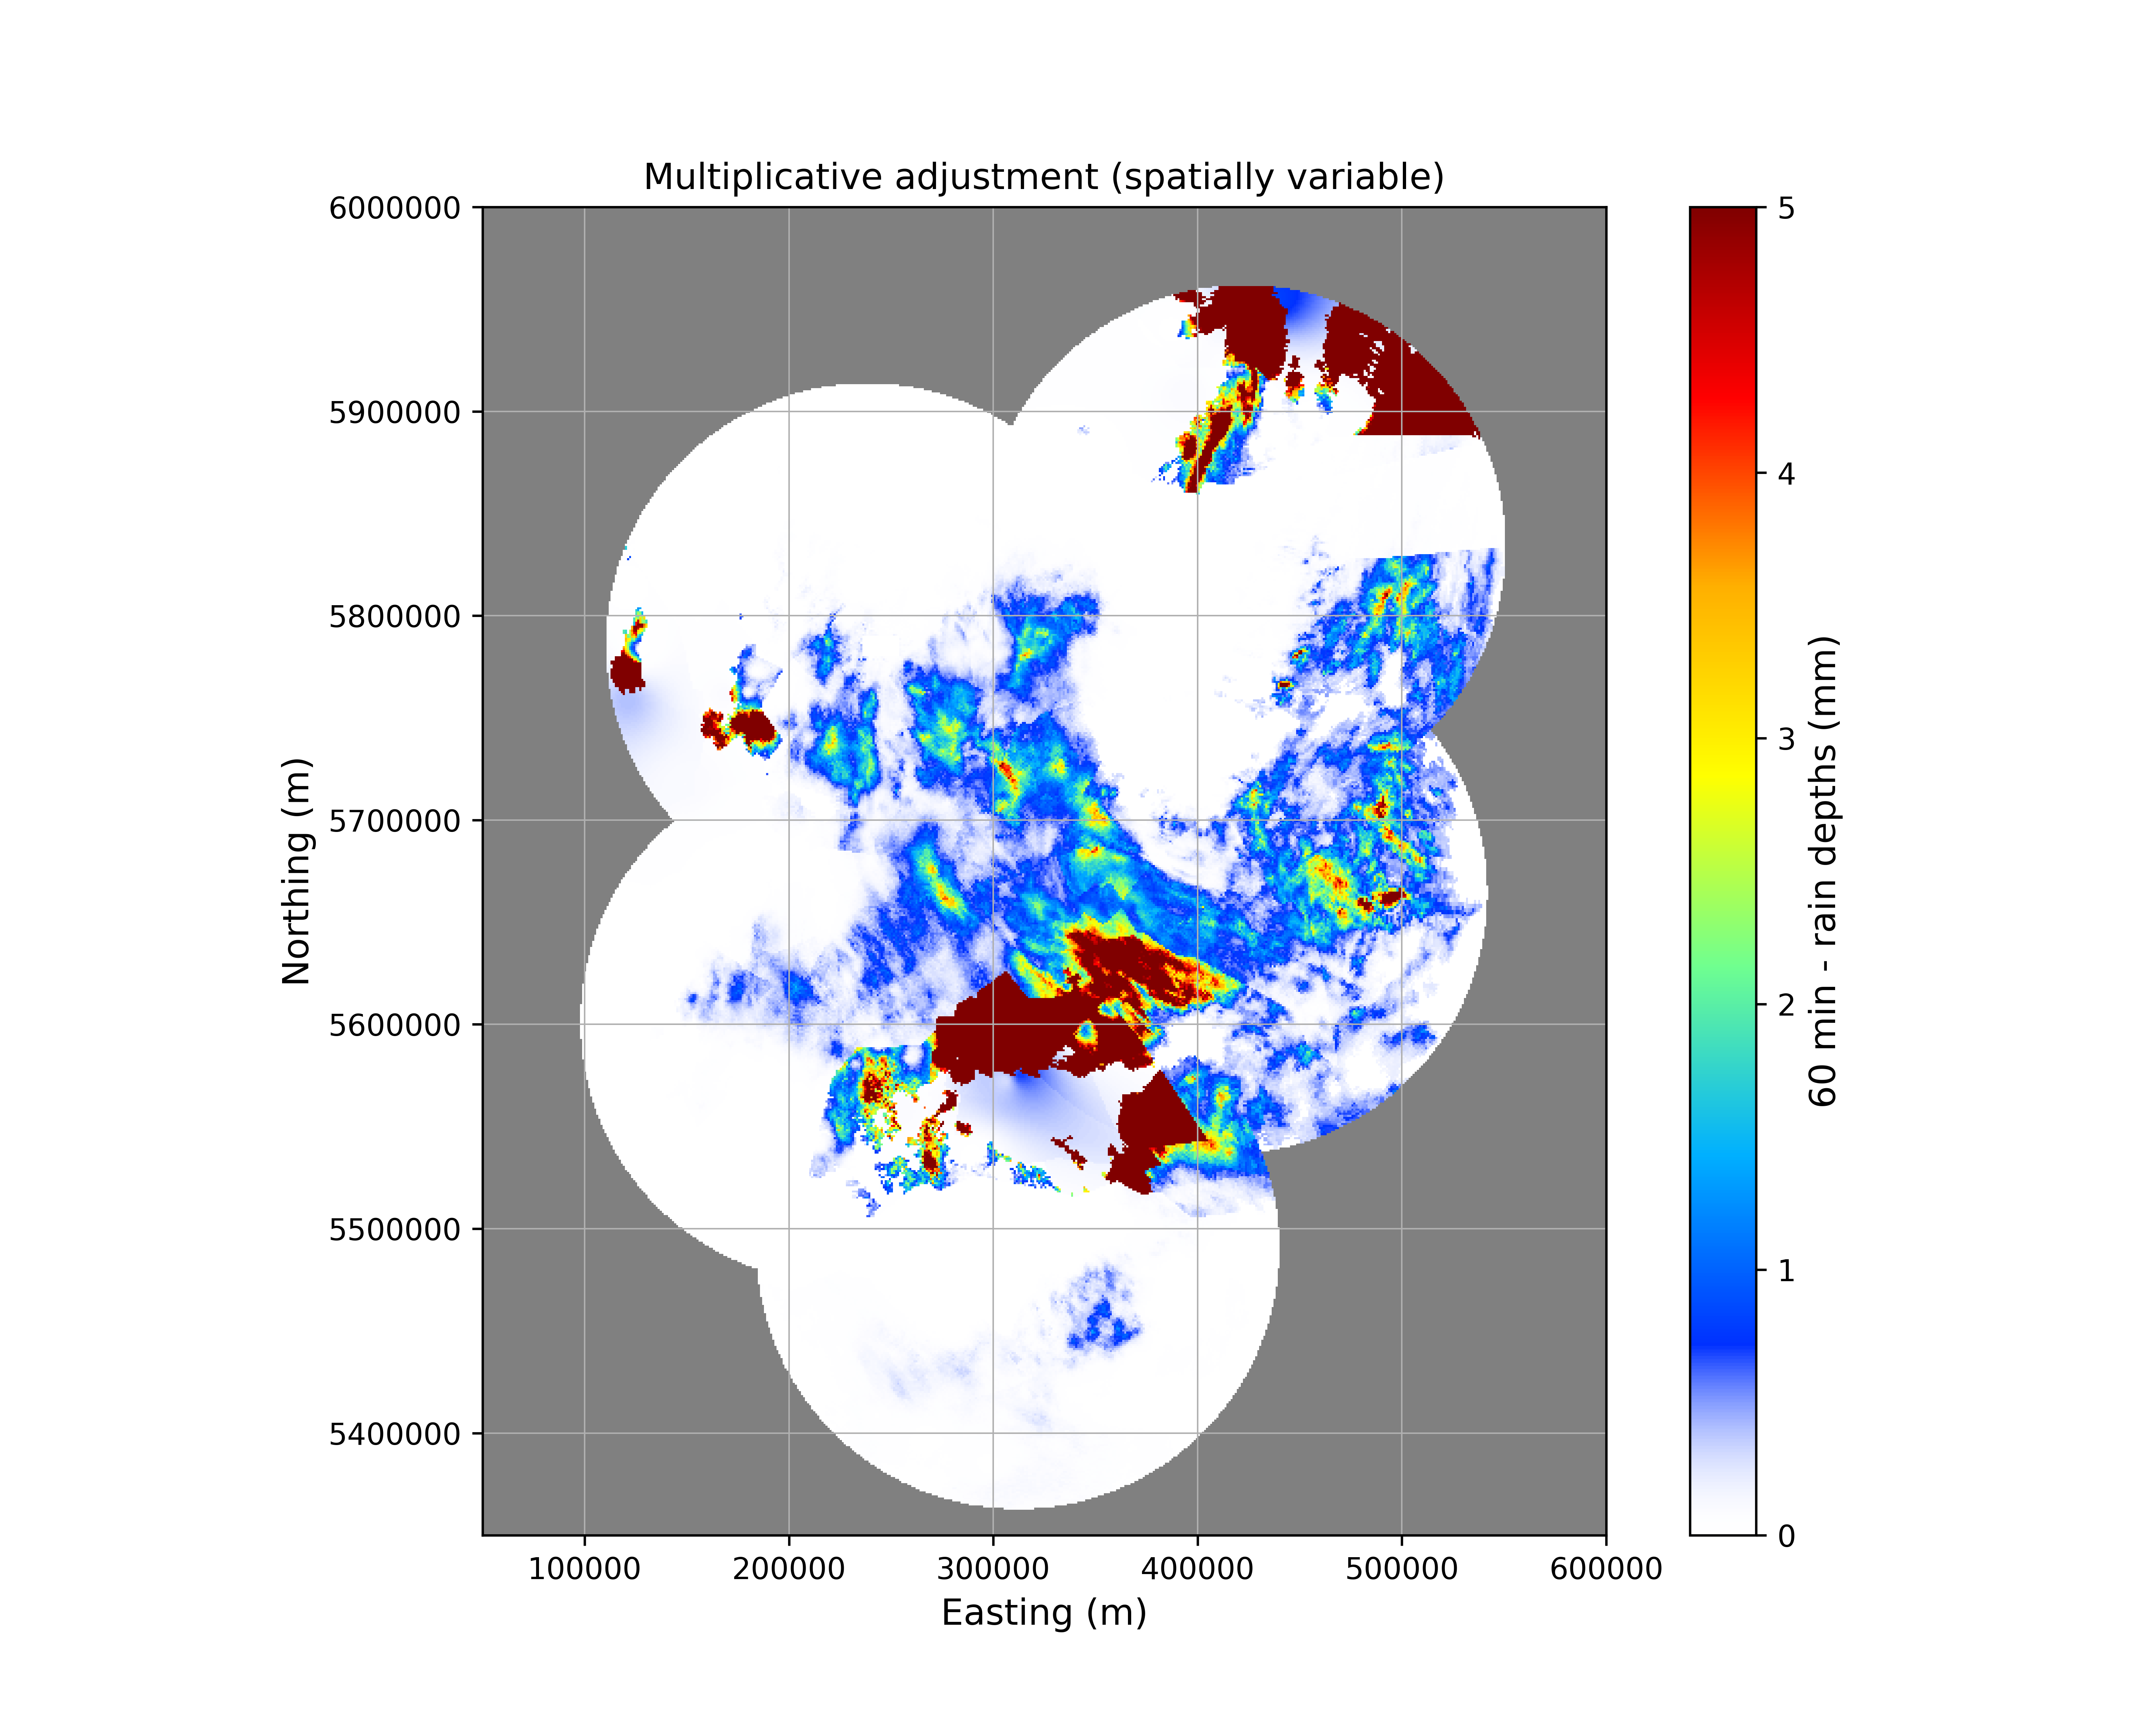 Multiplicative adjustment (spatially variable)
6000000
5900000
5800000
5700000
5600000
5500000
5400000
Northing (m)
100000 200000 300000 400000 500000 600000
Easting (m)
5
4
3
2
1
0
60 min - rain depths (mm)